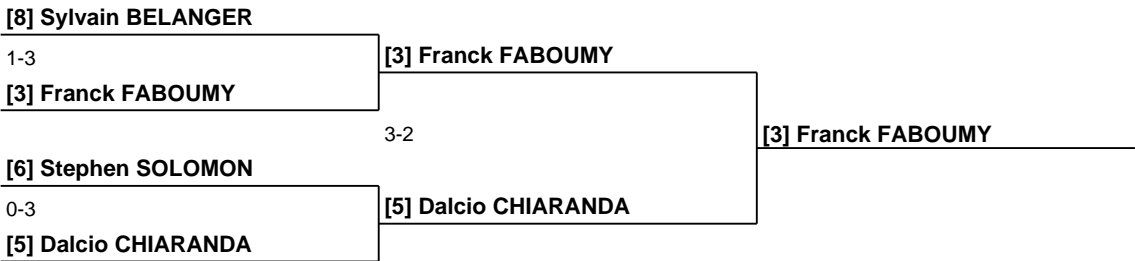 [8] Sylvain BELANGER
1-3
[3] Franck FABOUMY
[3] Franck FABOUMY
3-2
[3] Franck FABOUMY
[6] Stephen SOLOMON
0-3
[5] Dalcio CHIARANDA
[5] Dalcio CHIARANDA